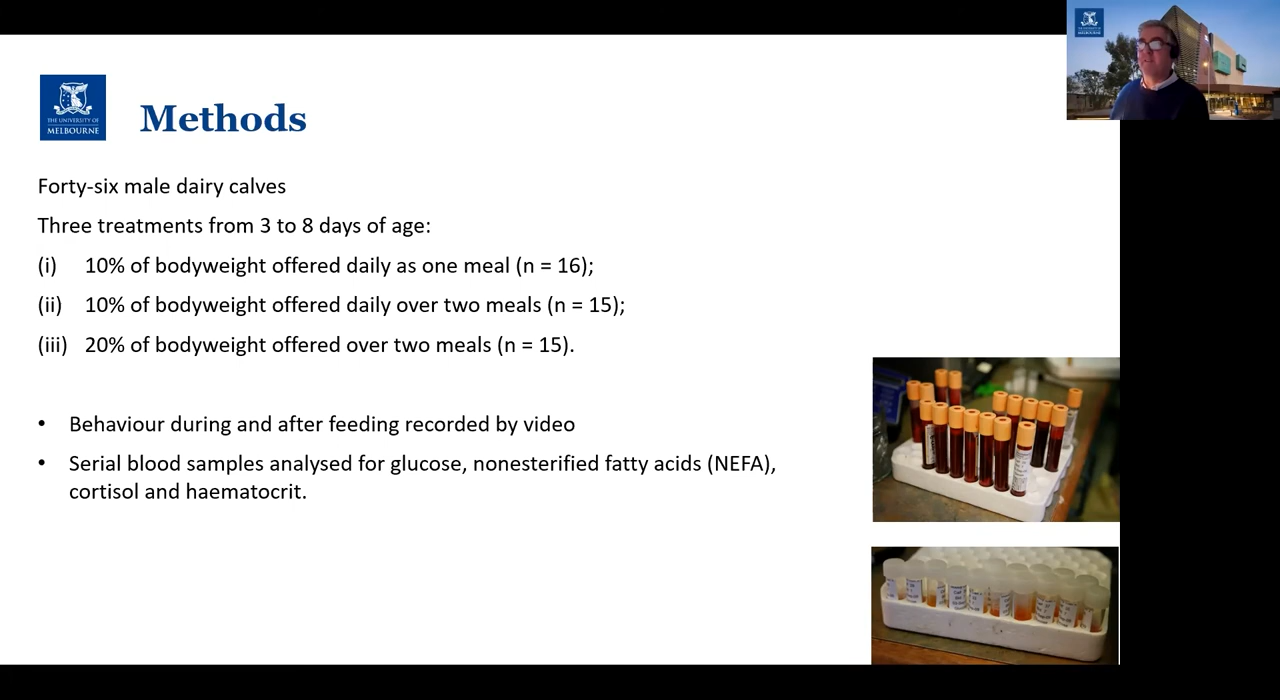 THE UNIVERSITY OF
MELBOURNE
Methods
Forty-six male dairy calves
Three treatments from 3 to 8 days of age:
(i) 10% of bodyweight offered daily as one meal (n = 16);
(ii) 10% of bodyweight offered daily over two meals (n = 15);
(iii) 20% of bodyweight offered over two meals (n = 15).
• Behaviour during and after feeding recorded by video
• Serial blood samples analysed for glucose, nonesterified fatty acids (NEFA),
cortisol and haematocrit.